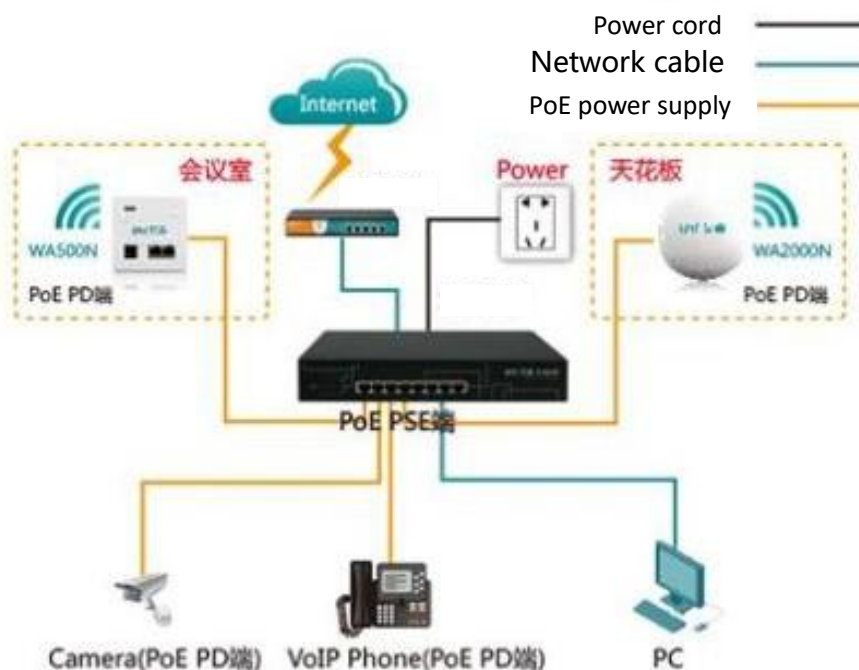 Power cord
Network cable
PoE power supply
Internet
会议室
Power
天花板
WA500N
WA2000N
PoE PD端
PoE PD端
PoE PSE端
Camera(PoE PD端)
VoIP Phone(PoE PD端)
PC